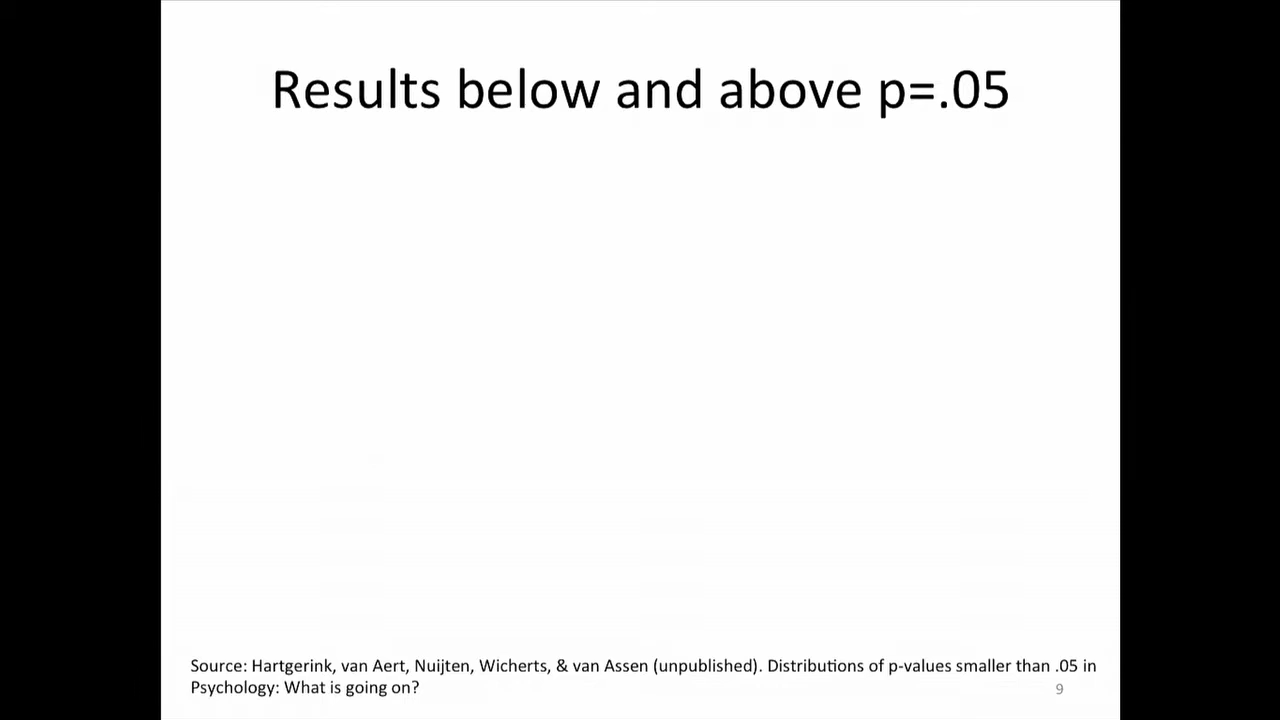 Results below and above p=.05
Source: Hartgerink, van Aert, Nuijten, Wicherts, & van Assen (unpublished). Distributions of p-values smaller than .05 in
Psychology: What is going on?
9